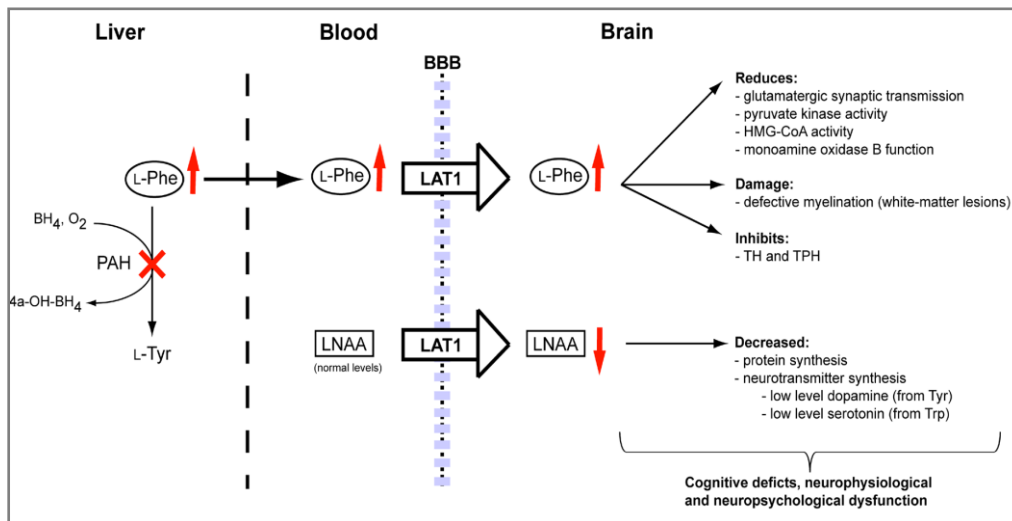 Liver
Blood
Brain
BBB
Reduces:
- glutamatergic synaptic transmission
- pyruvate kinase activity
- HMG-CoA activity
- monoamine oxidase B function
L-Phe
L-Phe
LAT1
L-Phe
Damage:
- defective myelination (white-matter lesions)
Inhibits:
- TH and TPH
BH4, O2
PAH
4a-OH-BH4
L-Tyr
LNAA
(normal levels)
LAT1
LNAA
Decreased:
- protein synthesis
- neurotransmitter synthesis
- low level dopamine (from Tyr)
- low level serotonin (from Trp)
Cognitive deficts, neurophysiological
and neuropsychological dysfunction